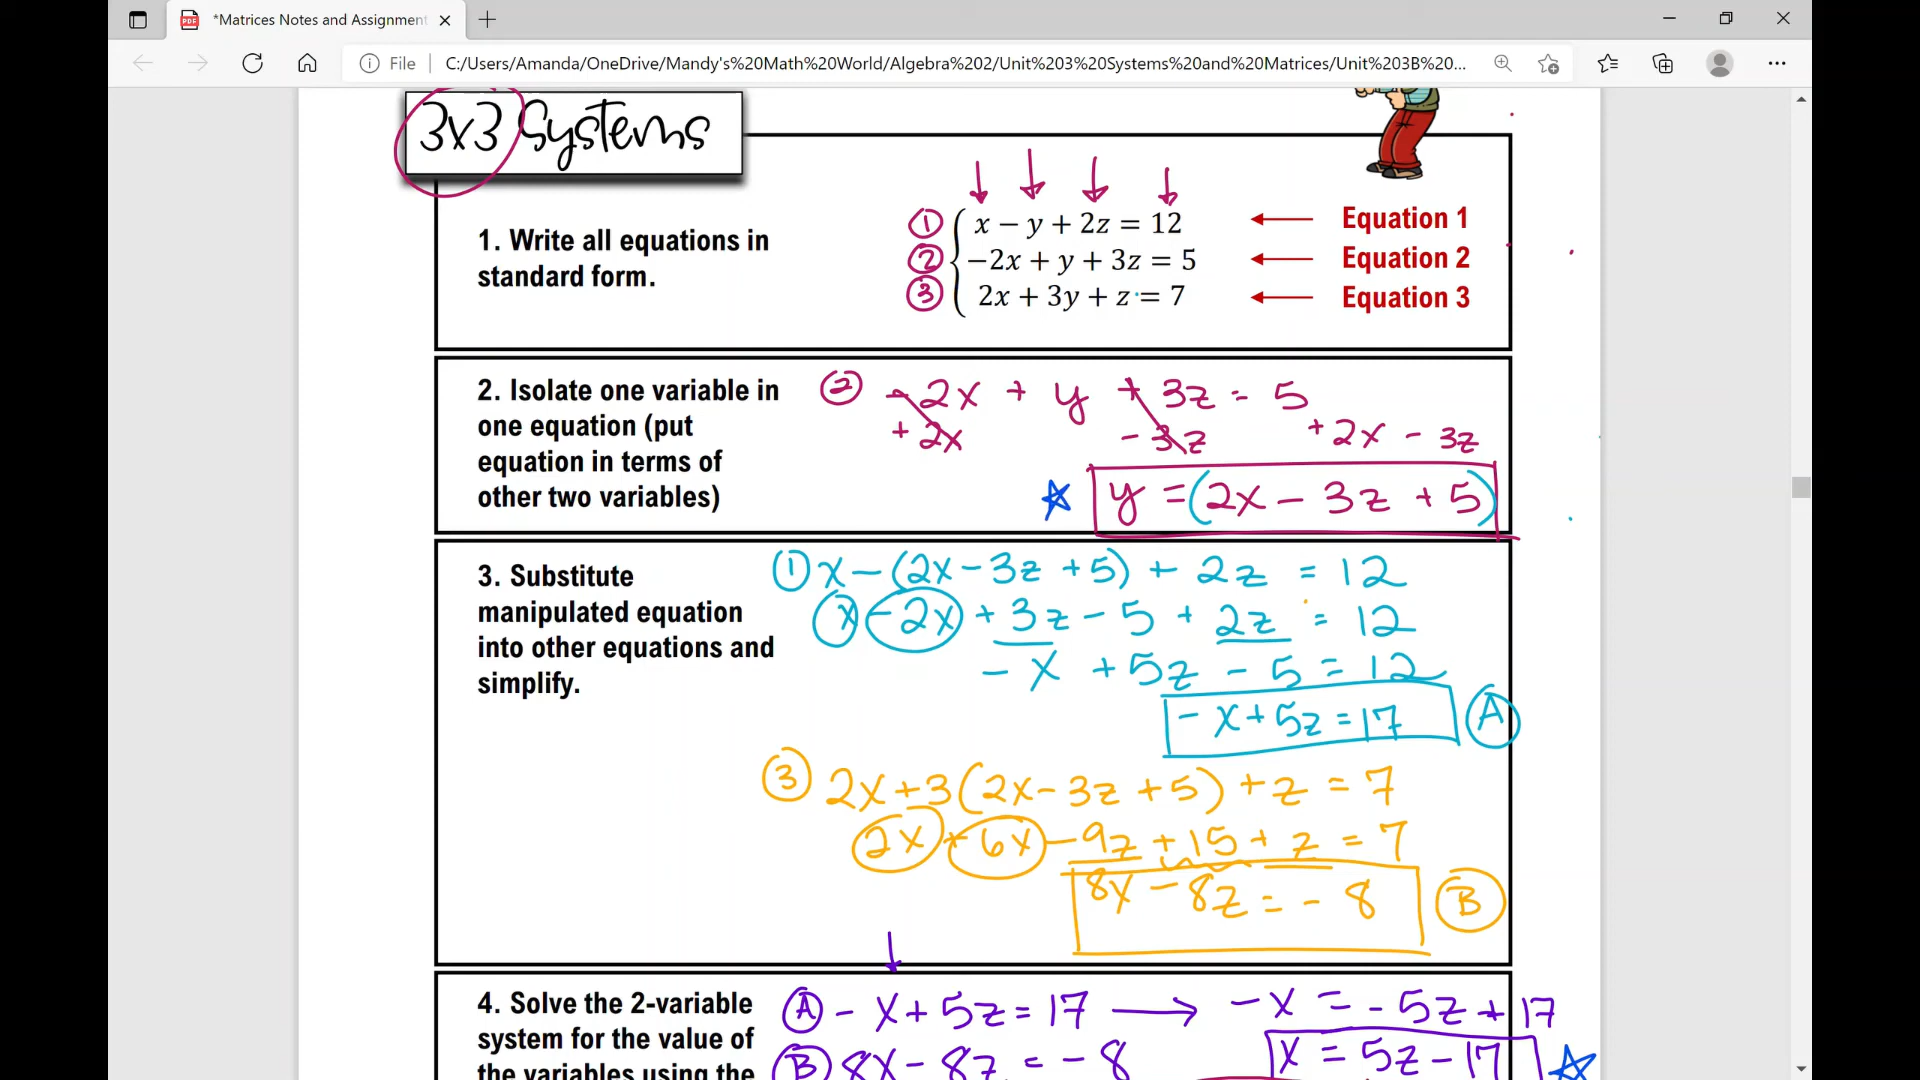 *Matrices Notes and Assignment
File C:/Users/Amanda/OneDrive/Mandy's%20Math%20World/Algebra%202/Unit%203%20Systems%20and%20Matrices/Unit%203B%20...
3x3 Systems
1. Write all equations in
standard form.
① x − y + 2z = 12 Equation 1
② −2x + y + 3z = 5 Equation 2
③ 2x + 3y + z = 7 Equation 3
2. Isolate one variable in
one equation (put
equation in terms of
other two variables)
② -2x + y + 3z = 5
+ 2x - 3z + 2x - 3z
y = (2x - 3z + 5)
3. Substitute
manipulated equation
into other equations and
simplify.
① x - (2x - 3z + 5) + 2z = 12
x - 2x + 3z - 5 + 2z = 12
- x + 5z - 5 = 12
- x + 5z = 17 Ⓐ
③ 2x + 3(2x - 3z + 5) + z = 7
2x + 6x - 9z + 15 + z = 7
8x - 8z = - 8 Ⓑ
4. Solve the 2-variable
system for the value of
the variables using the
Ⓐ - x + 5z = 17 → - x = - 5z + 17
Ⓑ 8x - 8z = - 8 x = 5z - 17